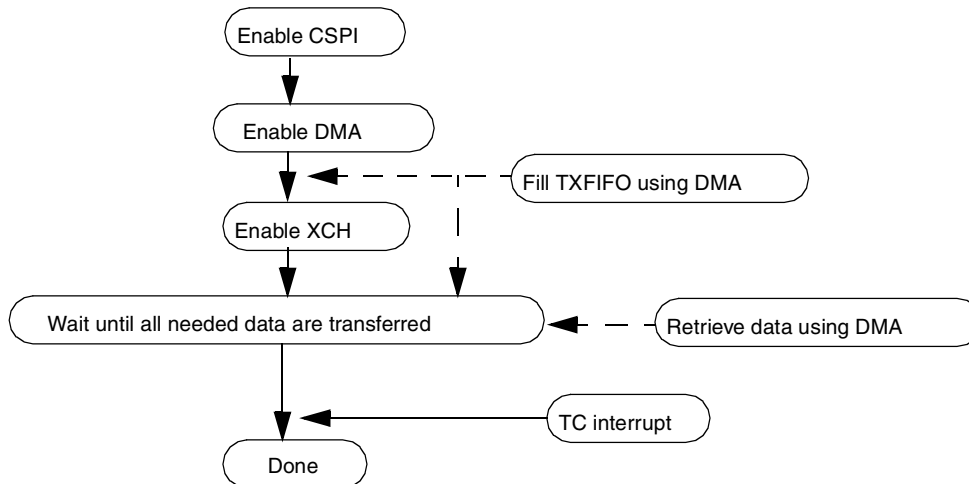 Enable CSPI
Enable DMA
Fill TXFIFO using DMA
Enable XCH
Wait until all needed data are transferred
Retrieve data using DMA
TC interrupt
Done